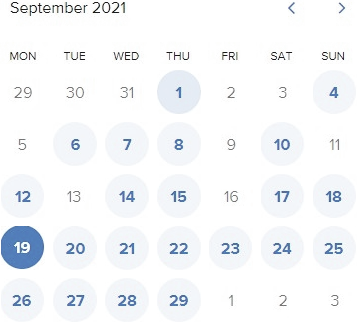 September 2021
MON TUE WED THU FRI SAT SUN
29 30 31 1 2 3 4
5 6 7 8 9 10 11
12 13 14 15 16 17 18
19 20 21 22 23 24 25
26 27 28 29 1 2 3